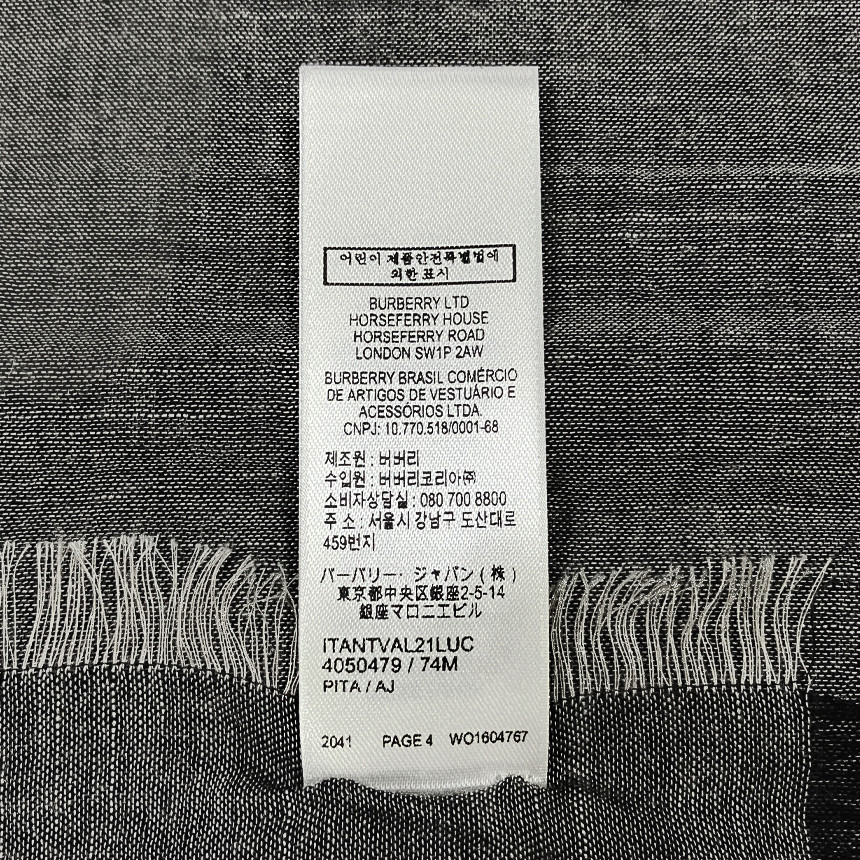 어린이 제품안전특별법에
의한 표시
BURBERRY LTD
HORSEFERRY HOUSE
HORSEFERRY ROAD
LONDON SW1P 2AW
BURBERRY BRASIL COMÉRCIO
DE ARTIGOS DE VESTUÁRIO E
ACESSÓRIOS LTDA.
CNPJ: 10.770.518/0001-68
제조원 : 버버리
수입원 : 버버리코리아㈜
소비자상담실 : 080 700 8800
주 소 : 서울시 강남구 도산대로
459번지
バーバリー・ジャパン(株)
東京都中央区銀座2-5-14
銀座マロニエビル
ITANTVAL21LUC
4050479 / 74M
PITA / AJ
2041 PAGE 4 WO1604767